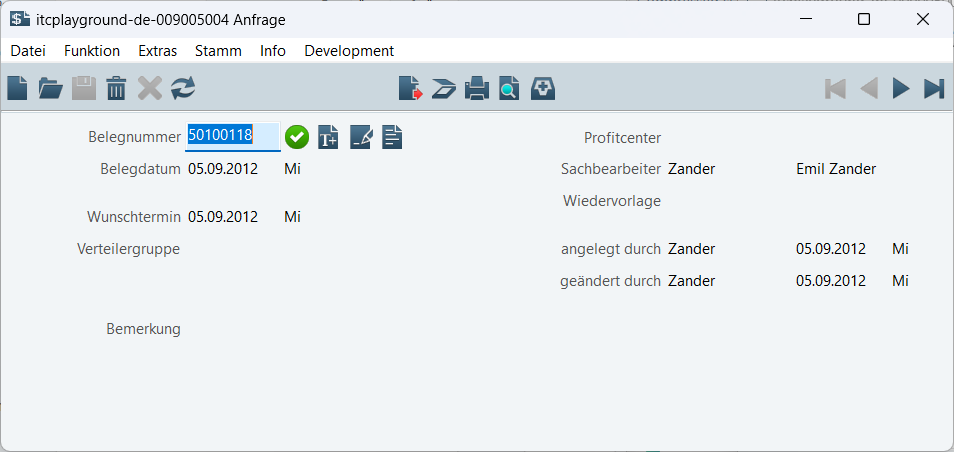 itcplayground-de-009005004 Anfrage
Datei Funktion Extras Stamm Info Development
Belegnummer 50100118 T+ Profitcenter
Belegdatum 05.09.2012 Mi Sachbearbeiter Zander Emil Zander
Wiedervorlage
Wunschtermin 05.09.2012 Mi
Verteilergruppe angelegt durch Zander 05.09.2012 Mi
geändert durch Zander 05.09.2012 Mi
Bemerkung